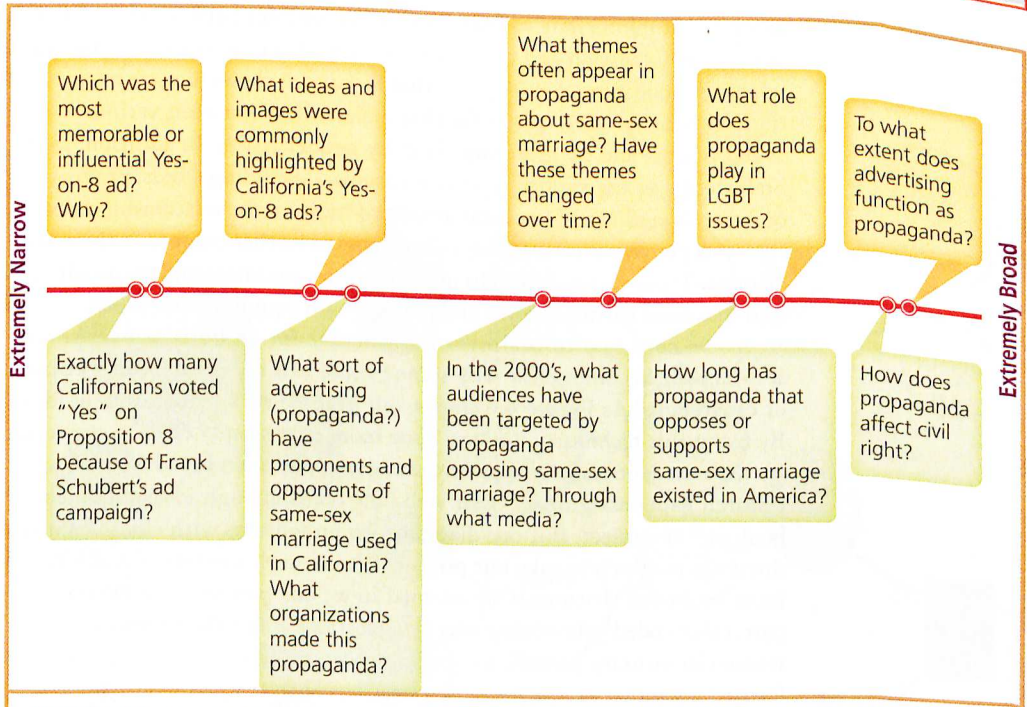 Extremely Narrow
Which was the
most
memorable or
influential Yes-
on-8 ad?
Why?
What ideas and
images were
commonly
highlighted by
California's Yes-
on-8 ads?
What themes
often appear in
propaganda
about same-sex
marriage? Have
these themes
changed
over time?
What role
does
propaganda
play in
LGBT
issues?
To what
extent does
advertising
function as
propaganda?
Exactly how many
Californians voted
"Yes" on
Proposition 8
because of Frank
Schubert's ad
campaign?
What sort of
advertising
(propaganda?)
have
proponents and
opponents of
same-sex
marriage used
in California?
What
organizations
made this
propaganda?
In the 2000's, what
audiences have
been targeted by
propaganda
opposing same-sex
marriage? Through
what media?
How long has
propaganda that
opposes or
supports
same-sex marriage
existed in America?
How does
propaganda
affect civil
right?
Extremely Broad